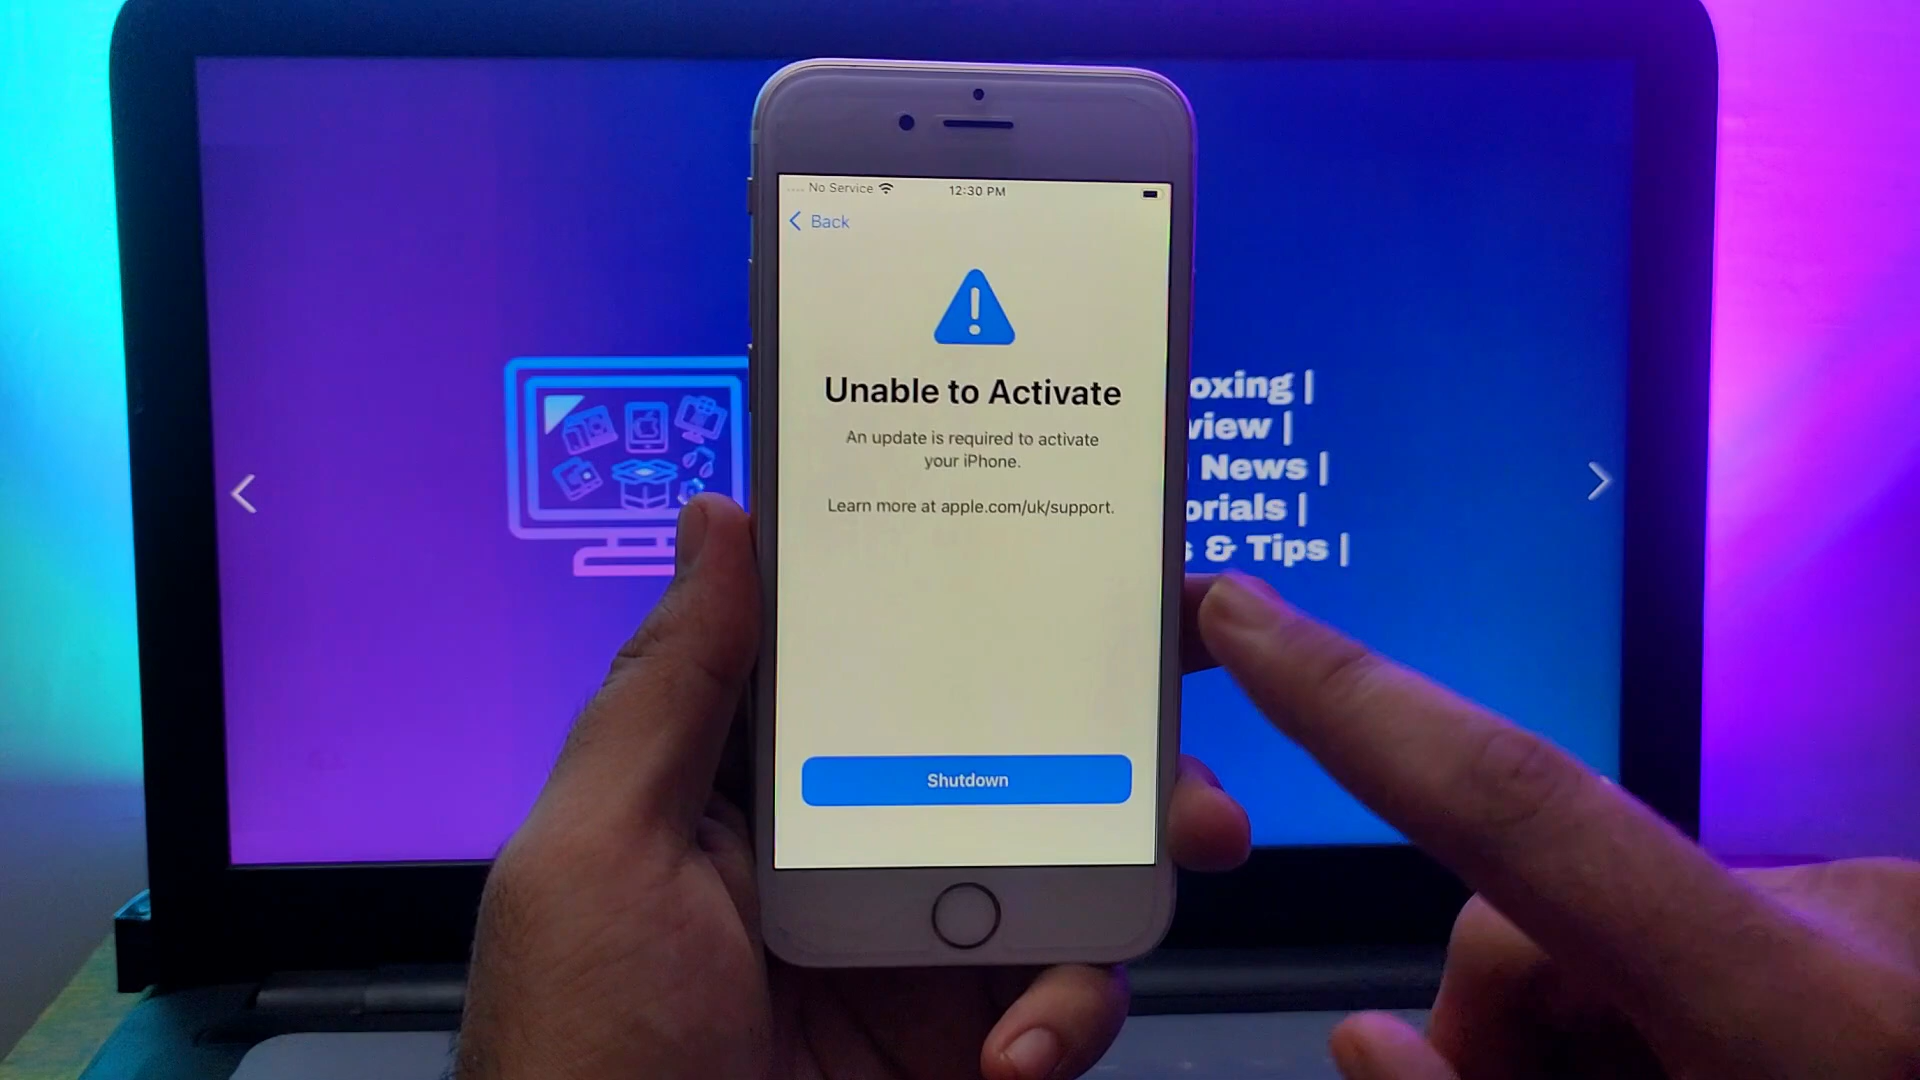 No Service
12:30 PM
Back
Unable to Activate
An update is required to activate
your iPhone.
Learn more at apple.com/uk/support.
Shutdown
oxing |
view |
News |
orials |
& Tips |